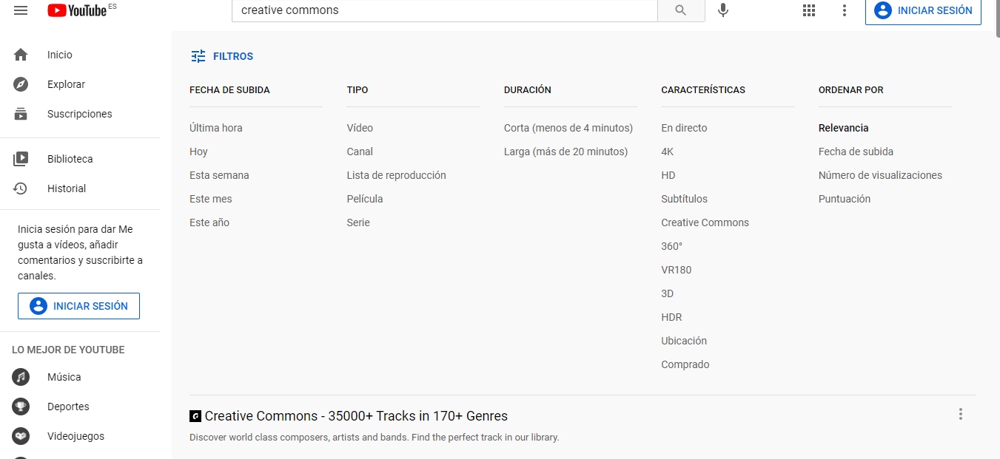 YouTube ES
creative commons
INICIAR SESIÓN
Inicio
Explorar
Suscripciones
Biblioteca
Historial
Inicia sesión para dar Me
gusta a vídeos, añadir
comentarios y suscribirte a
canales.
INICIAR SESIÓN
LO MEJOR DE YOUTUBE
Música
Deportes
Videojuegos
FILTROS
FECHA DE SUBIDA
Última hora
Hoy
Esta semana
Este mes
Este año
TIPO
Vídeo
Canal
Lista de reproducción
Película
Serie
DURACIÓN
Corta (menos de 4 minutos)
Larga (más de 20 minutos)
CARACTERÍSTICAS
En directo
4K
HD
Subtítulos
Creative Commons
360°
VR180
3D
HDR
Ubicación
Comprado
ORDENAR POR
Relevancia
Fecha de subida
Número de visualizaciones
Puntuación
Creative Commons - 35000+ Tracks in 170+ Genres
Discover world class composers, artists and bands. Find the perfect track in our library.